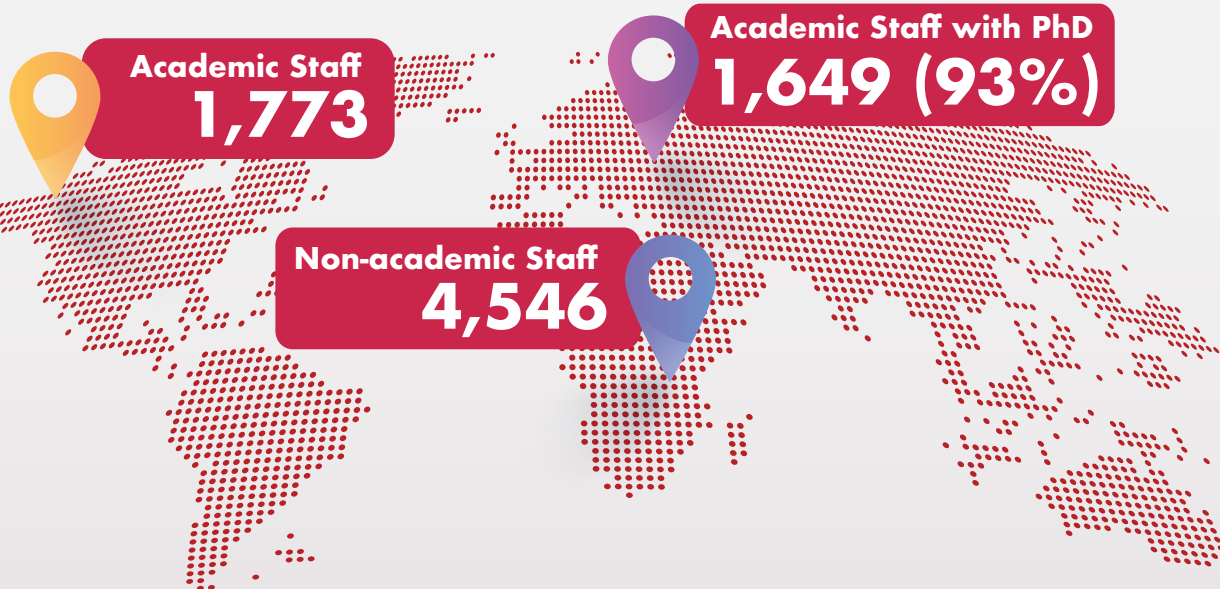 Academic Staff
1,773
Academic Staff with PhD
1,649 (93%)
Non-academic Staff
4,546